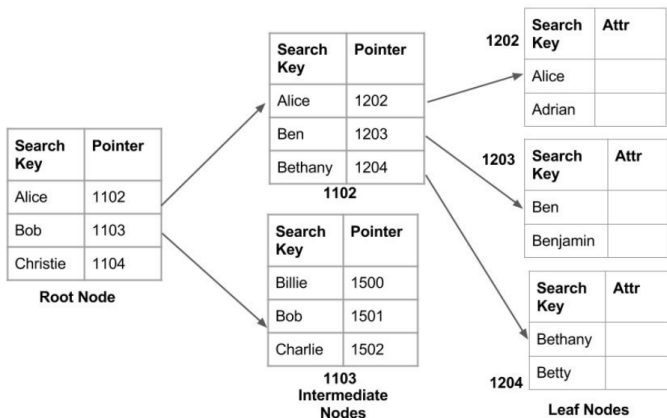 Search Key Pointer
Alice 1102
Bob 1103
Christie 1104
Root Node
Search Key Pointer
Alice 1202
Ben 1203
Bethany 1204
1102
Search Key Pointer
Billie 1500
Bob 1501
Charlie 1502
1103
Intermediate
Nodes
1202
Search Key Attr
Alice
Adrian
1203
Search Key Attr
Ben
Benjamin
Search Key Attr
Bethany
Betty
1204
Leaf Nodes